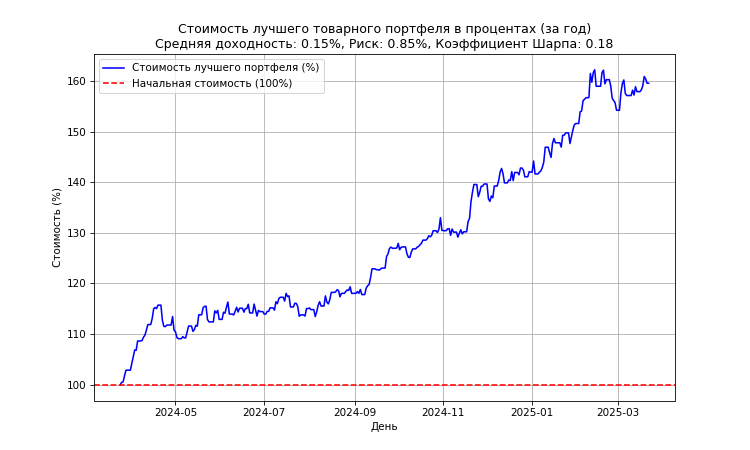 Стоимость лучшего товарного портфеля в процентах (за год)
Средняя доходность: 0.15%, Риск: 0.85%, Коэффициент Шарпа: 0.18
Стоимость лучшего портфеля (%)
Начальная стоимость (100%)
Стоимость (%)
160
150
140
130
120
110
100
2024-05
2024-07
2024-09
2024-11
2025-01
2025-03
День